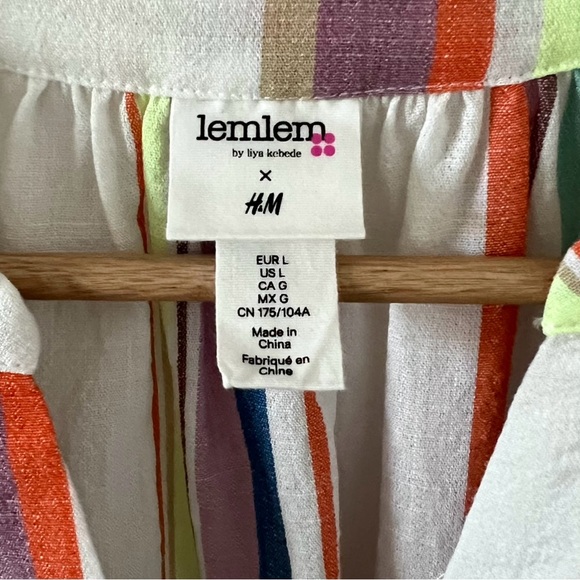 lemlem
by liya kebede
×
H&M
EUR L
US L
CA G
MX G
CN 175/104A
Made in
China
Fabriqué en
Chine